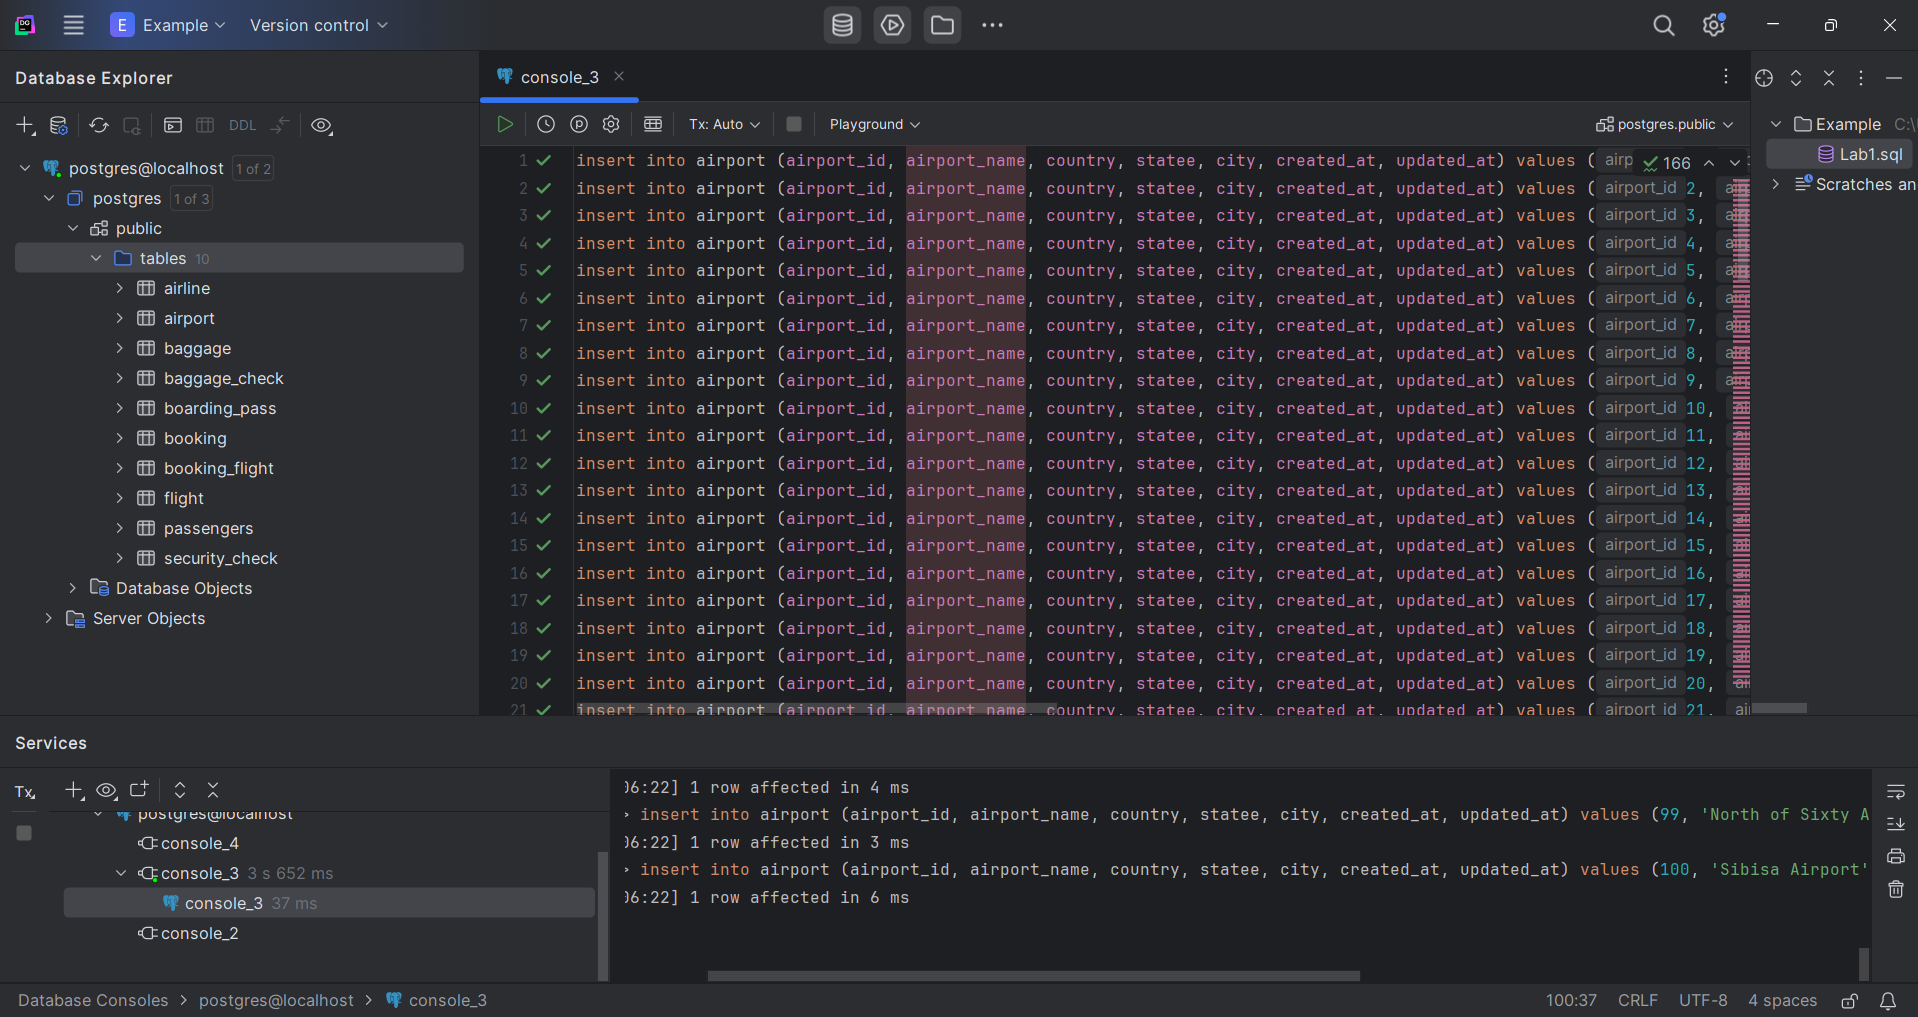 E Example Version control
Database Explorer
DDL
postgres@localhost 1 of 2
postgres 1 of 3
public
tables 10
airline
airport
baggage
baggage_check
boarding_pass
booking
booking_flight
flight
passengers
security_check
Database Objects
Server Objects
console_3
Tx: Auto Playground postgres.public
166
1 insert into airport (airport_id, airport_name, country, statee, city, created_at, updated_at) values (
2 insert into airport (airport_id, airport_name, country, statee, city, created_at, updated_at) values ( airport_id 2,
3 insert into airport (airport_id, airport_name, country, statee, city, created_at, updated_at) values ( airport_id 3,
4 insert into airport (airport_id, airport_name, country, statee, city, created_at, updated_at) values ( airport_id 4,
5 insert into airport (airport_id, airport_name, country, statee, city, created_at, updated_at) values ( airport_id 5,
6 insert into airport (airport_id, airport_name, country, statee, city, created_at, updated_at) values ( airport_id 6,
7 insert into airport (airport_id, airport_name, country, statee, city, created_at, updated_at) values ( airport_id 7,
8 insert into airport (airport_id, airport_name, country, statee, city, created_at, updated_at) values ( airport_id 8,
9 insert into airport (airport_id, airport_name, country, statee, city, created_at, updated_at) values ( airport_id 9,
10 insert into airport (airport_id, airport_name, country, statee, city, created_at, updated_at) values ( airport_id 10,
11 insert into airport (airport_id, airport_name, country, statee, city, created_at, updated_at) values ( airport_id 11,
12 insert into airport (airport_id, airport_name, country, statee, city, created_at, updated_at) values ( airport_id 12,
13 insert into airport (airport_id, airport_name, country, statee, city, created_at, updated_at) values ( airport_id 13,
14 insert into airport (airport_id, airport_name, country, statee, city, created_at, updated_at) values ( airport_id 14,
15 insert into airport (airport_id, airport_name, country, statee, city, created_at, updated_at) values ( airport_id 15,
16 insert into airport (airport_id, airport_name, country, statee, city, created_at, updated_at) values ( airport_id 16,
17 insert into airport (airport_id, airport_name, country, statee, city, created_at, updated_at) values ( airport_id 17,
18 insert into airport (airport_id, airport_name, country, statee, city, created_at, updated_at) values ( airport_id 18,
19 insert into airport (airport_id, airport_name, country, statee, city, created_at, updated_at) values ( airport_id 19,
20 insert into airport (airport_id, airport_name, country, statee, city, created_at, updated_at) values ( airport_id 20,
21 insert into airport (airport_id, airport_name, country, statee, city, created_at, updated_at) values ( airport_id 21,
Example C:\
Lab1.sql
Scratches an
Services
Tx
postgres@localhost
console_4
console_3 3 s 652 ms
console_3 37 ms
console_2
06:22] 1 row affected in 4 ms
> insert into airport (airport_id, airport_name, country, statee, city, created_at, updated_at) values (99, 'North of Sixty A
06:22] 1 row affected in 3 ms
> insert into airport (airport_id, airport_name, country, statee, city, created_at, updated_at) values (100, 'Sibisa Airport'
06:22] 1 row affected in 6 ms
Database Consoles > postgres@localhost > console_3
100:37 CRLF UTF-8 4 spaces